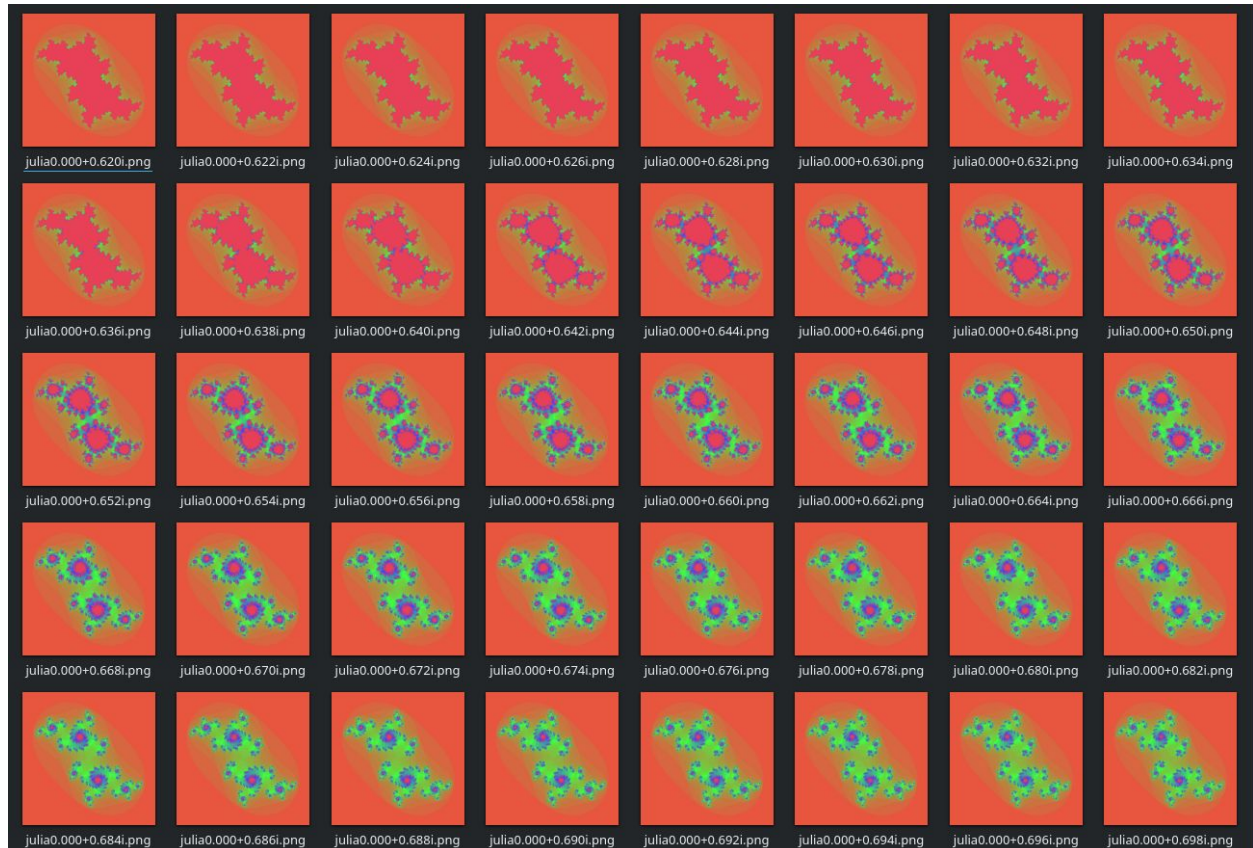 julia0.000+0.620i.png julia0.000+0.622i.png julia0.000+0.624i.png julia0.000+0.626i.png julia0.000+0.628i.png julia0.000+0.630i.png julia0.000+0.632i.png julia0.000+0.634i.png
julia0.000+0.636i.png julia0.000+0.638i.png julia0.000+0.640i.png julia0.000+0.642i.png julia0.000+0.644i.png julia0.000+0.646i.png julia0.000+0.648i.png julia0.000+0.650i.png
julia0.000+0.652i.png julia0.000+0.654i.png julia0.000+0.656i.png julia0.000+0.658i.png julia0.000+0.660i.png julia0.000+0.662i.png julia0.000+0.664i.png julia0.000+0.666i.png
julia0.000+0.668i.png julia0.000+0.670i.png julia0.000+0.672i.png julia0.000+0.674i.png julia0.000+0.676i.png julia0.000+0.678i.png julia0.000+0.680i.png julia0.000+0.682i.png
julia0.000+0.684i.png julia0.000+0.686i.png julia0.000+0.688i.png julia0.000+0.690i.png julia0.000+0.692i.png julia0.000+0.694i.png julia0.000+0.696i.png julia0.000+0.698i.png